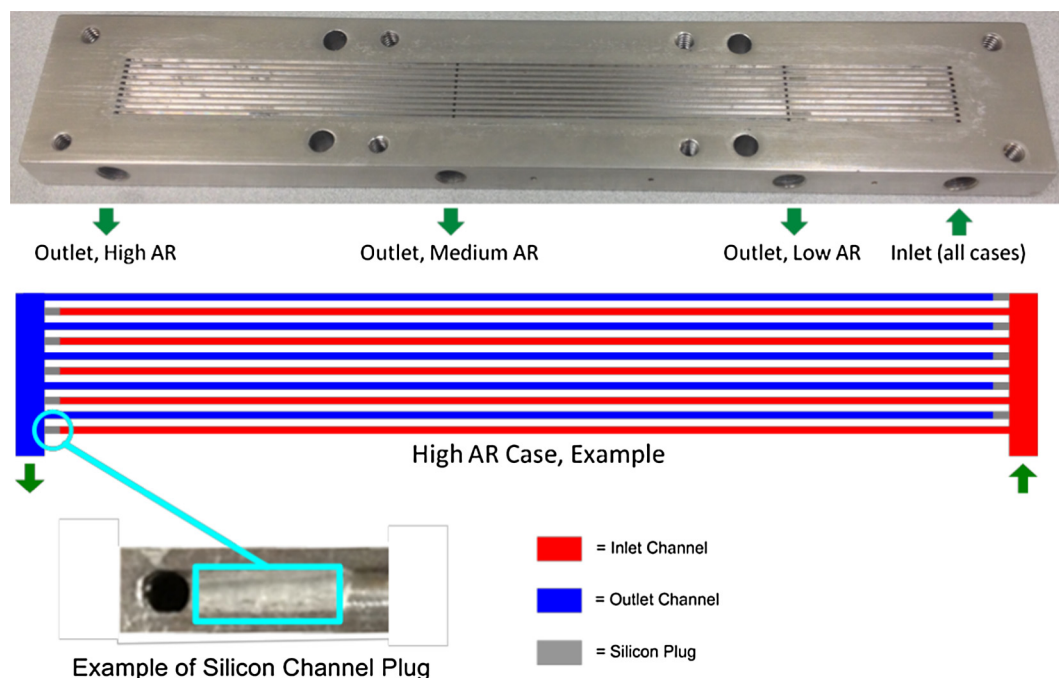 Outlet, High AR
Outlet, Medium AR
Outlet, Low AR
Inlet (all cases)
High AR Case, Example
= Inlet Channel
= Outlet Channel
= Silicon Plug
Example of Silicon Channel Plug